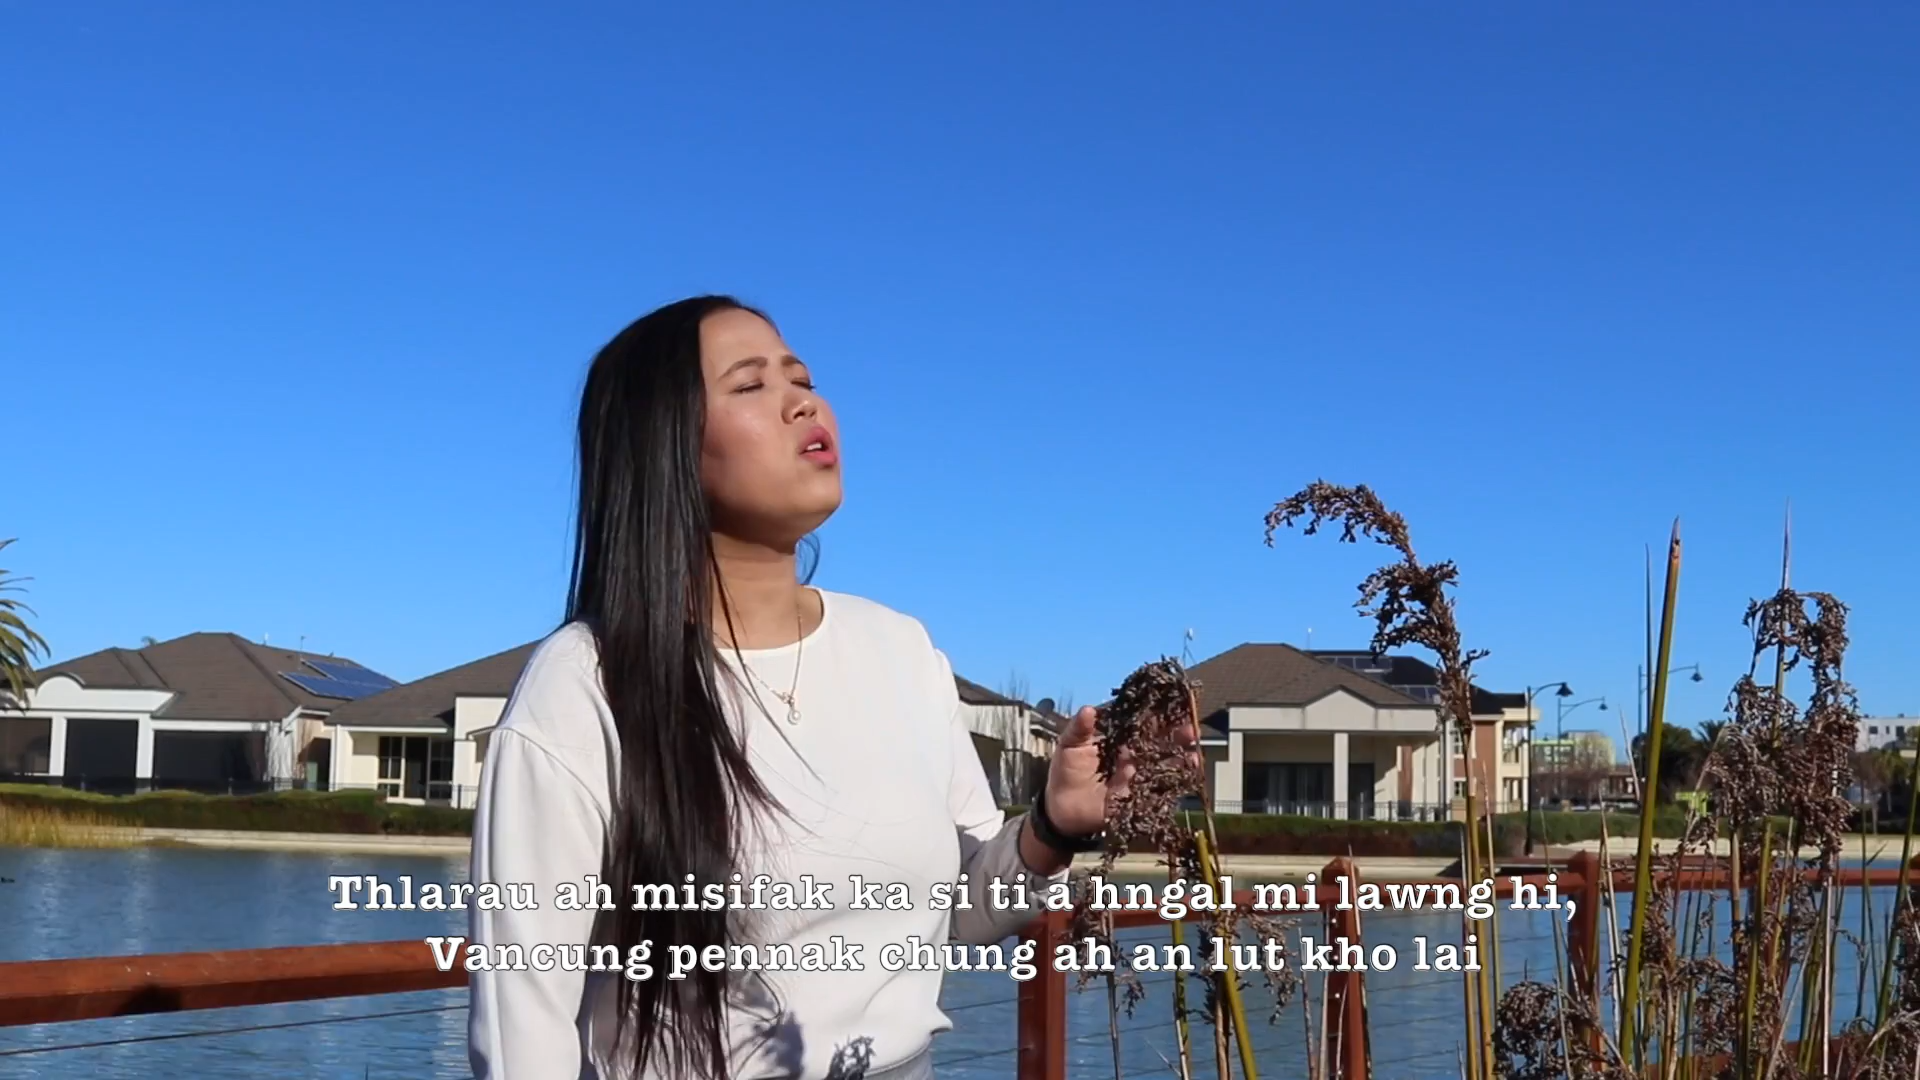 Thlarau ah misifak ka si ti a hngal mi lawng hi,
Vancung pennak chung ah an lut kho lai